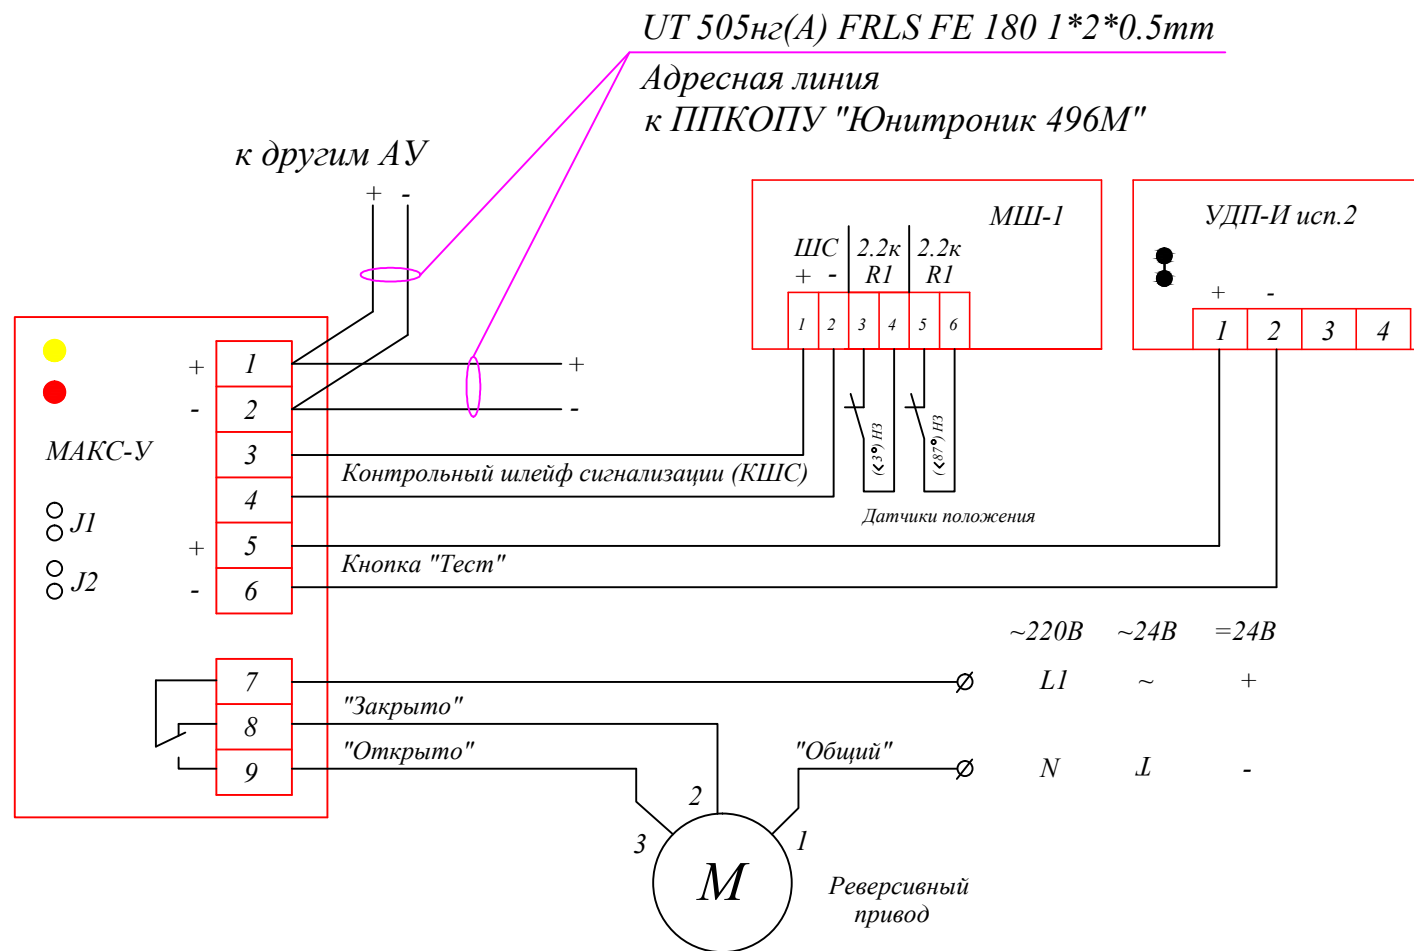 UT 505нг(А) FRLS FE 180 1*2*0.5mm
Адресная линия
к ППКОПУ "Юнитроник 496М"
к другим АУ
+ -
МШ-1
ШС 2.2к 2.2к
+ - R1 R1
1 2 3 4 5 6
УДП-И исп.2
+ -
1 2 3 4
МАКС-У
J1
J2
+ 1 +
- 2 -
3
Контрольный шлейф сигнализации (КШС)
4
(<3°) НЗ
(<87°) НЗ
Датчики положения
+ 5
Кнопка "Тест"
- 6
~220В ~24В =24В
7 L1 ~ +
"Закрыто"
8
"Открыто" "Общий"
9 N ⊥ -
2
3 1
М
Реверсивный
привод